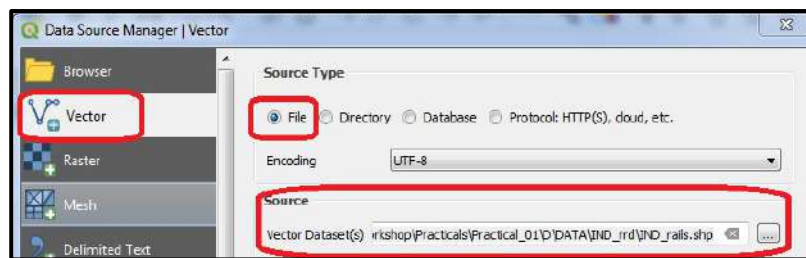 Data Source Manager | Vector
Browser
Vector
Raster
Mesh
Delimited Text
Source Type
File Directory Database Protocol: HTTP(S), cloud, etc.
Encoding UTF-8
Source
Vector Dataset(s) rkshop\Practicals\Practical_01\D\DATA\IND_rrd\IND_rails.shp ...